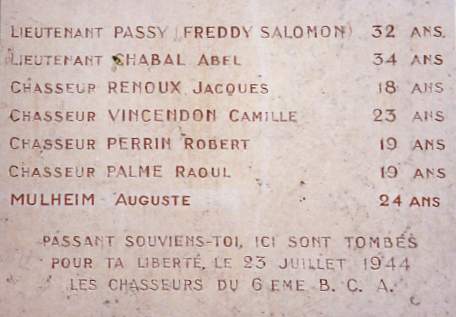 LIEUTENANT PASSY (FREDDY SALOMON) 32 ANS.
LIEUTENANT CHABAL ABEL 34 ANS
CHASSEUR RENOUX JACQUES 18 ANS
CHASSEUR VINCENDON CAMILLE 23 ANS
CHASSEUR PERRIN ROBERT 19 ANS
CHASSEUR PALME RAOUL 19 ANS
MULHEIM AUGUSTE 24 ANS
PASSANT SOUVIENS-TOI, ICI SONT TOMBÉS
POUR TA LIBERTÉ, LE 23 JUILLET 1944
LES CHASSEURS DU 6 EME B. C. A.